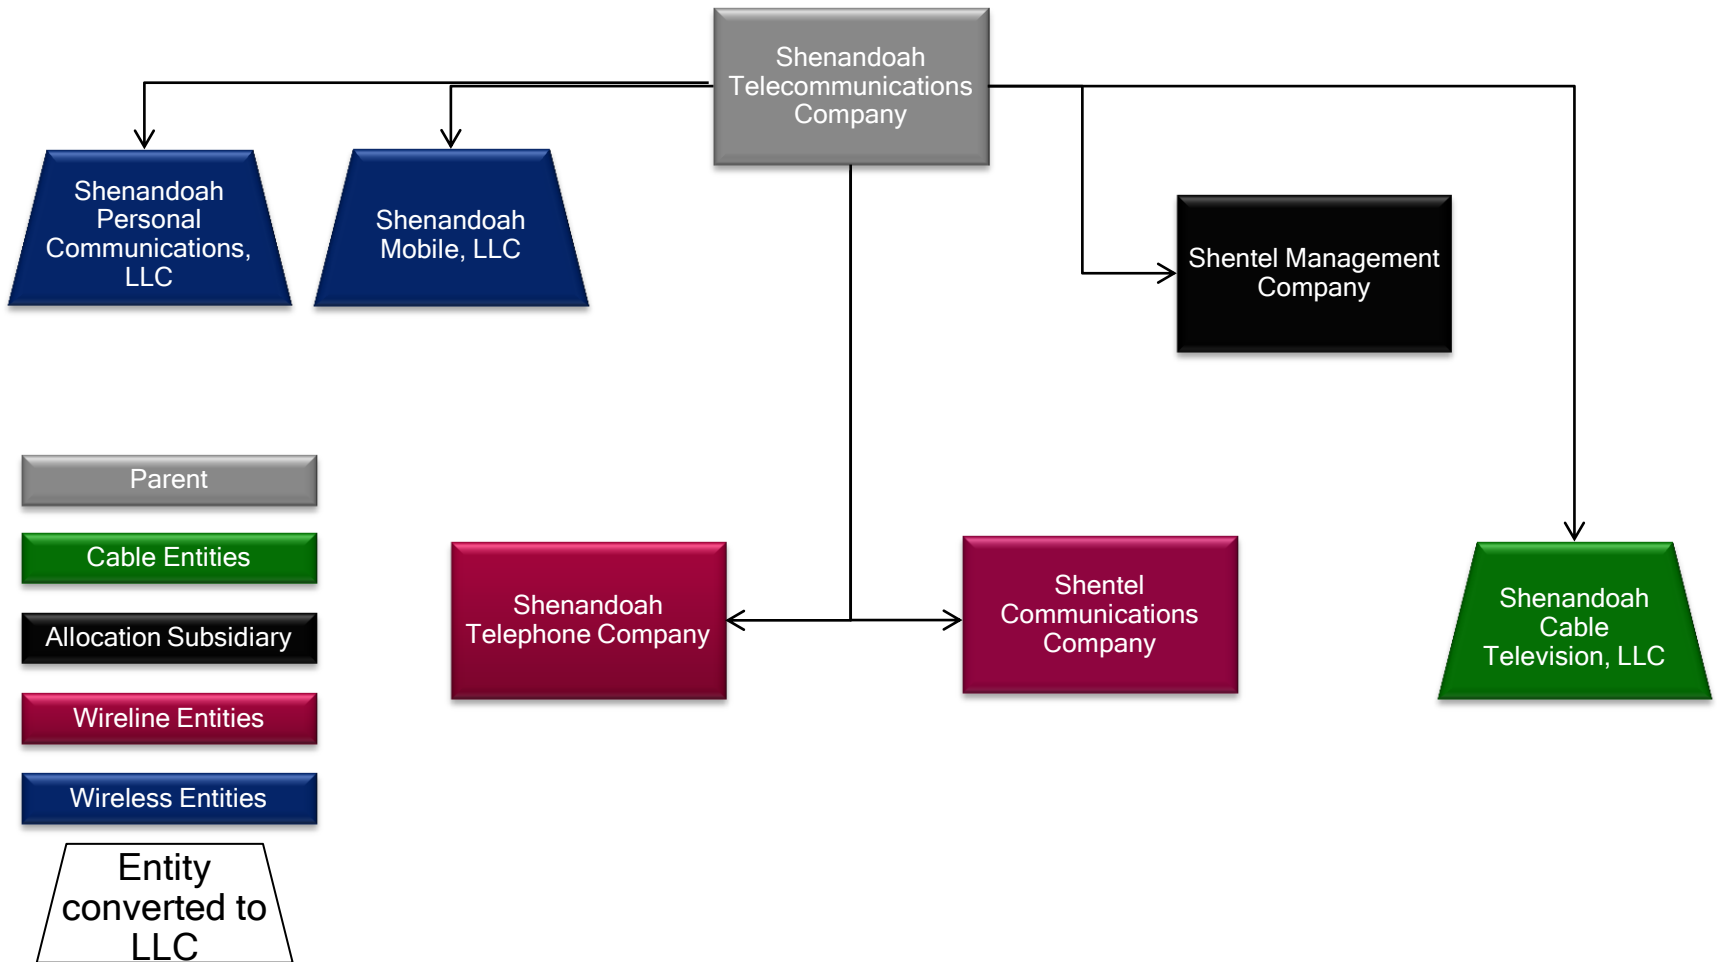 Shenandoah
Telecommunications
Company
Shenandoah
Personal
Communications,
LLC
Shenandoah
Mobile, LLC
Shentel Management
Company
Parent
Cable Entities
Allocation Subsidiary
Wireline Entities
Wireless Entities
Entity
converted to
LLC
Shenandoah
Telephone Company
Shentel
Communications
Company
Shenandoah
Cable
Television, LLC